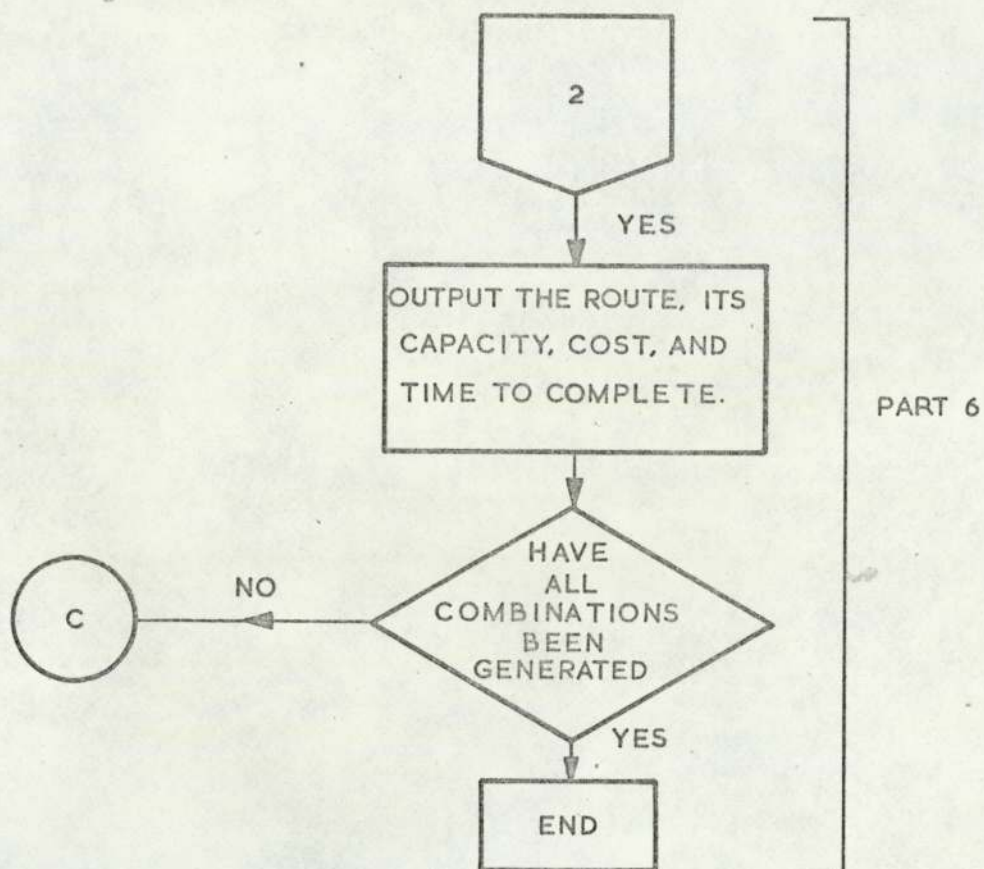 2
YES
OUTPUT THE ROUTE, ITS
CAPACITY, COST, AND
TIME TO COMPLETE.
PART 6
HAVE
ALL
COMBINATIONS
BEEN
GENERATED
NO
C
YES
END